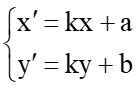 x′ = kx + a
y′ = ky + b